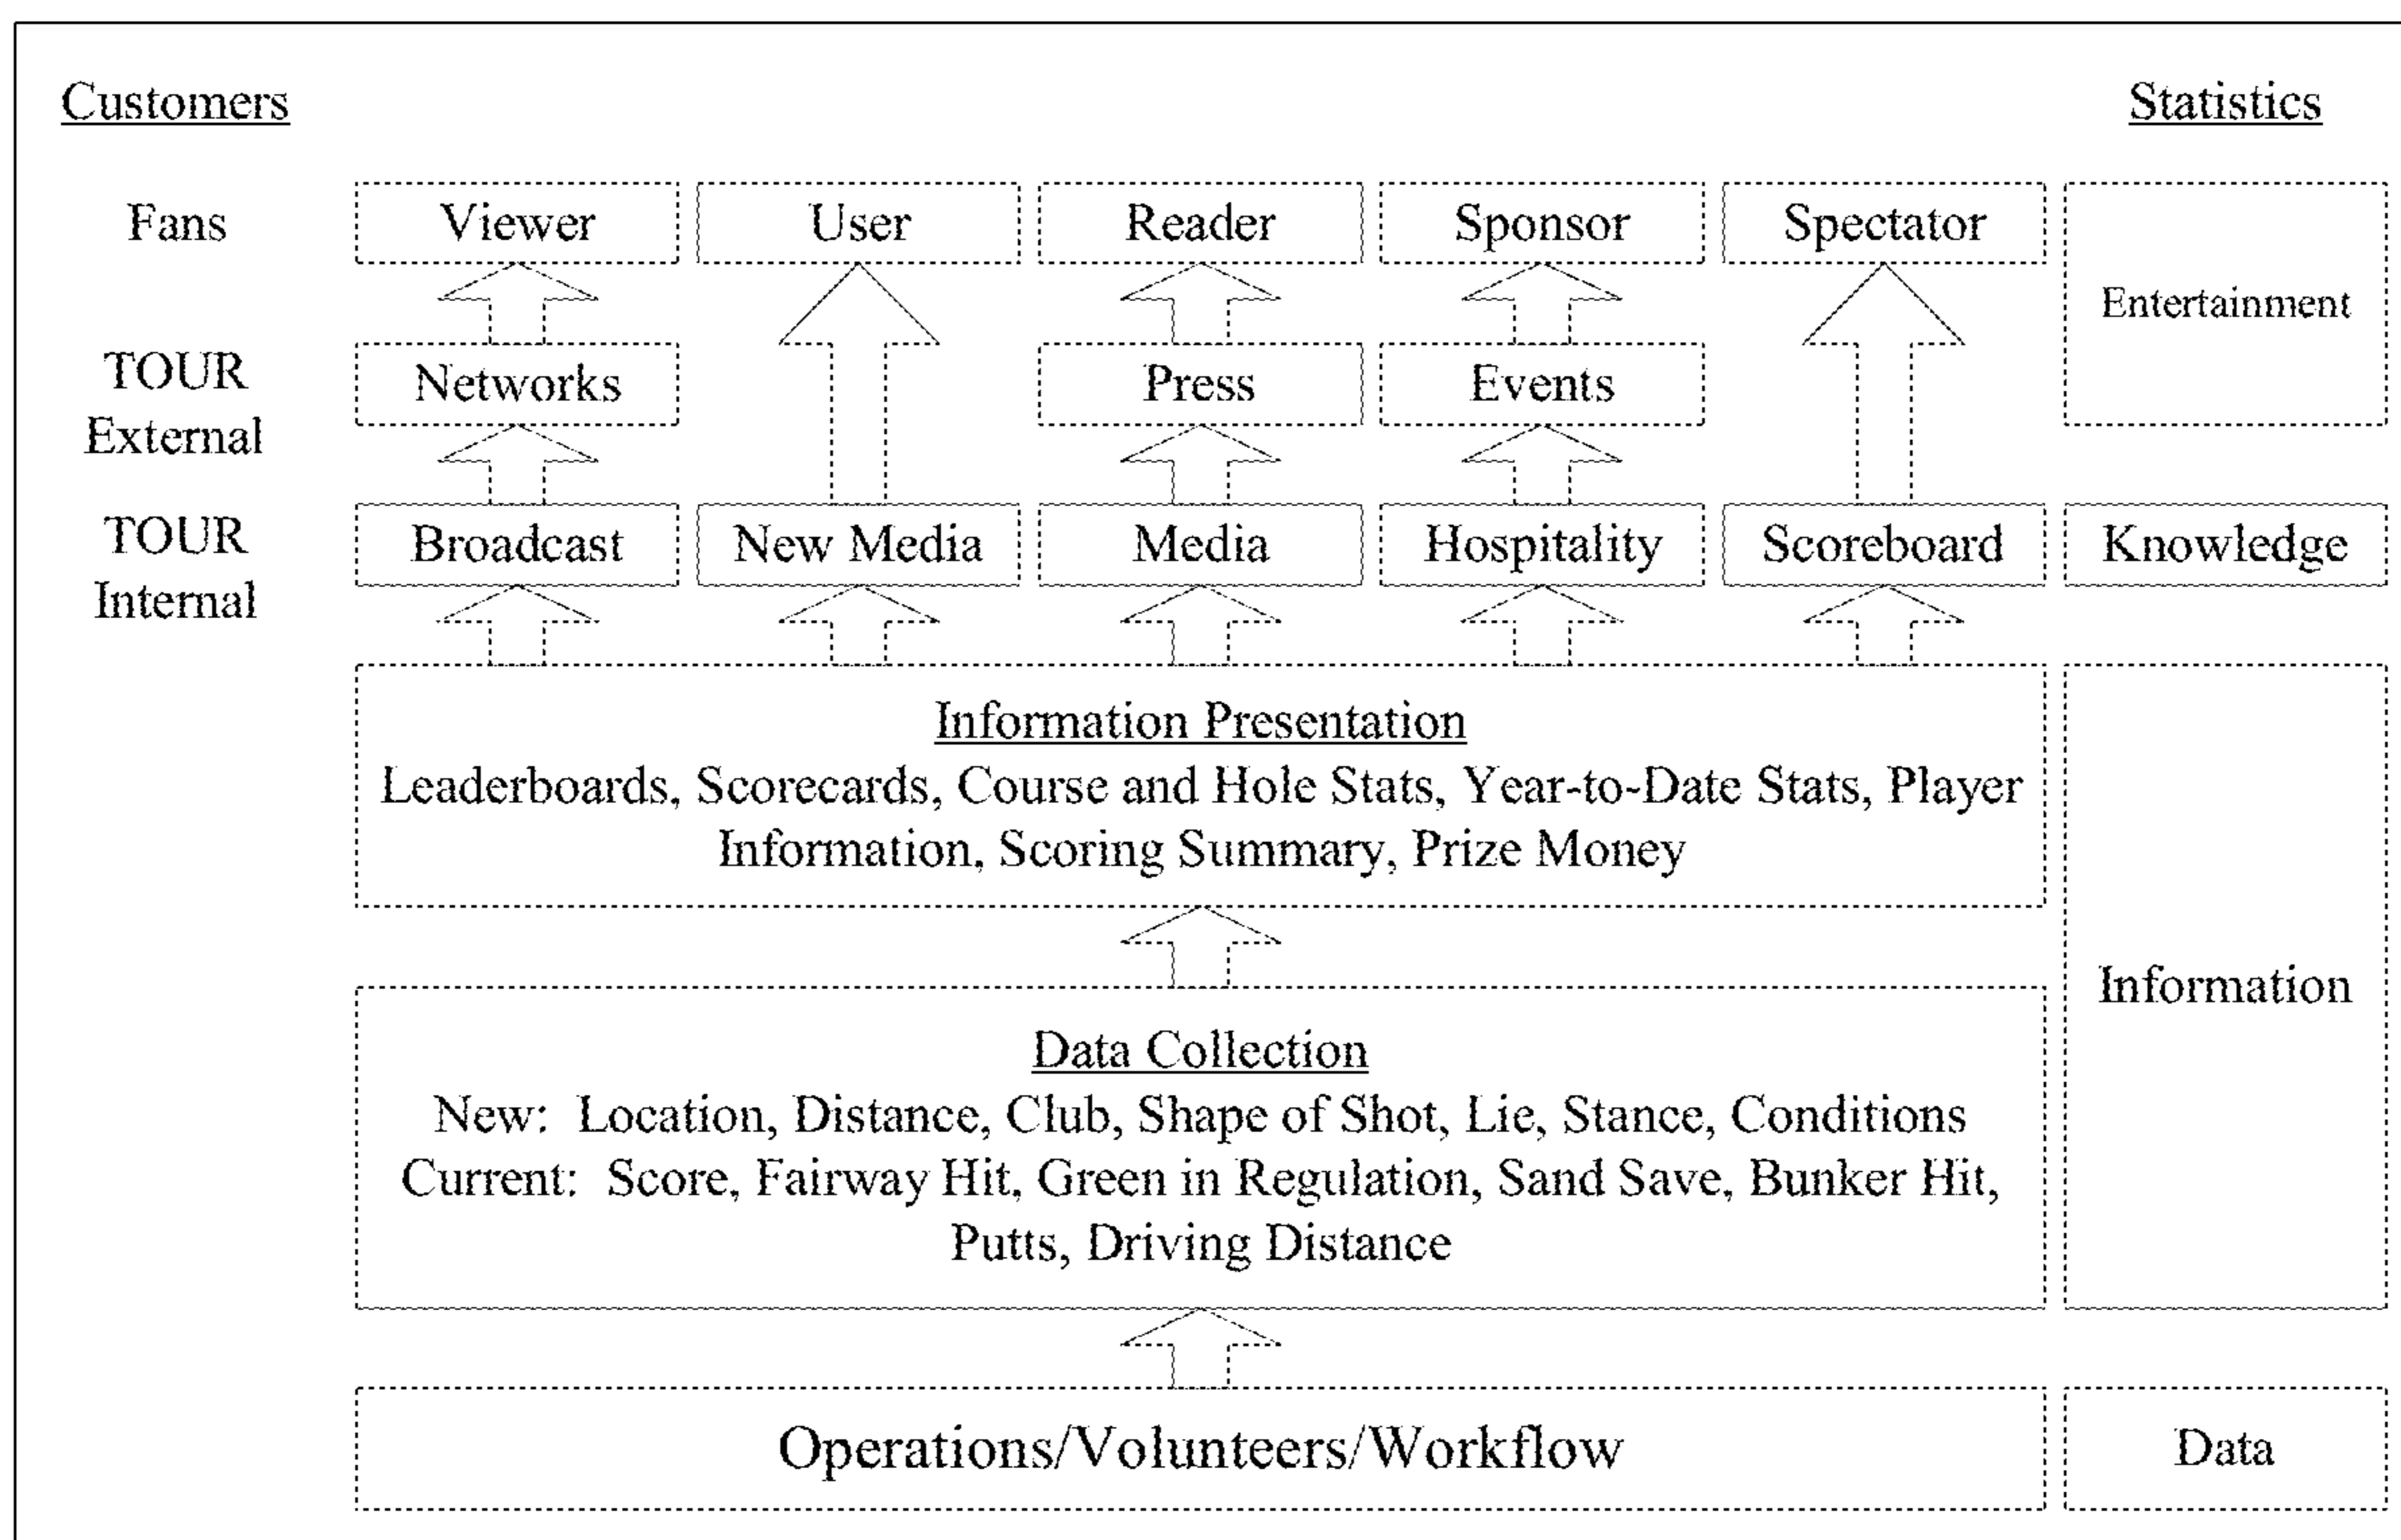 Customers
Statistics
Fans
Viewer
User
Reader
Sponsor
Spectator
Entertainment
TOUR
External
Networks
Press
Events
TOUR
Internal
Broadcast
New Media
Media
Hospitality
Scoreboard
Knowledge
Information Presentation
Leaderboards, Scorecards, Course and Hole Stats, Year-to-Date Stats, Player
Information, Scoring Summary, Prize Money
Information
Data Collection
New: Location, Distance, Club, Shape of Shot, Lie, Stance, Conditions
Current: Score, Fairway Hit, Green in Regulation, Sand Save, Bunker Hit,
Putts, Driving Distance
Operations/Volunteers/Workflow
Data